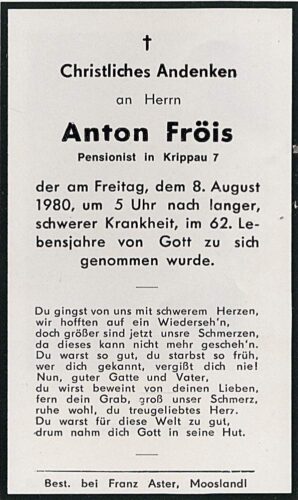 †
Christliches Andenken
an Herrn
Anton Fröis
Pensionist in Krippau 7
der am Freitag, dem 8. August
1980, um 5 Uhr nach langer,
schwerer Krankheit, im 62. Le-
bensjahre von Gott zu sich
genommen wurde.
Du gingst von uns mit schwerem Herzen,
wir hofften auf ein Wiederseh'n,
doch größer sind jetzt unsre Schmerzen,
da dieses kann nicht mehr gescheh'n.
Du warst so gut, du starbst so früh,
wer dich gekannt, vergißt dich nie!
Nun, guter Gatte und Vater,
du wirst beweint von deinen Lieben,
fern dein Grab, groß unser Schmerz,
ruhe wohl, du treugeliebtes Herz.
Du warst für diese Welt zu gut,
drum nahm dich Gott in seine Hut!
Best. bei Franz Aster, Mooslandl